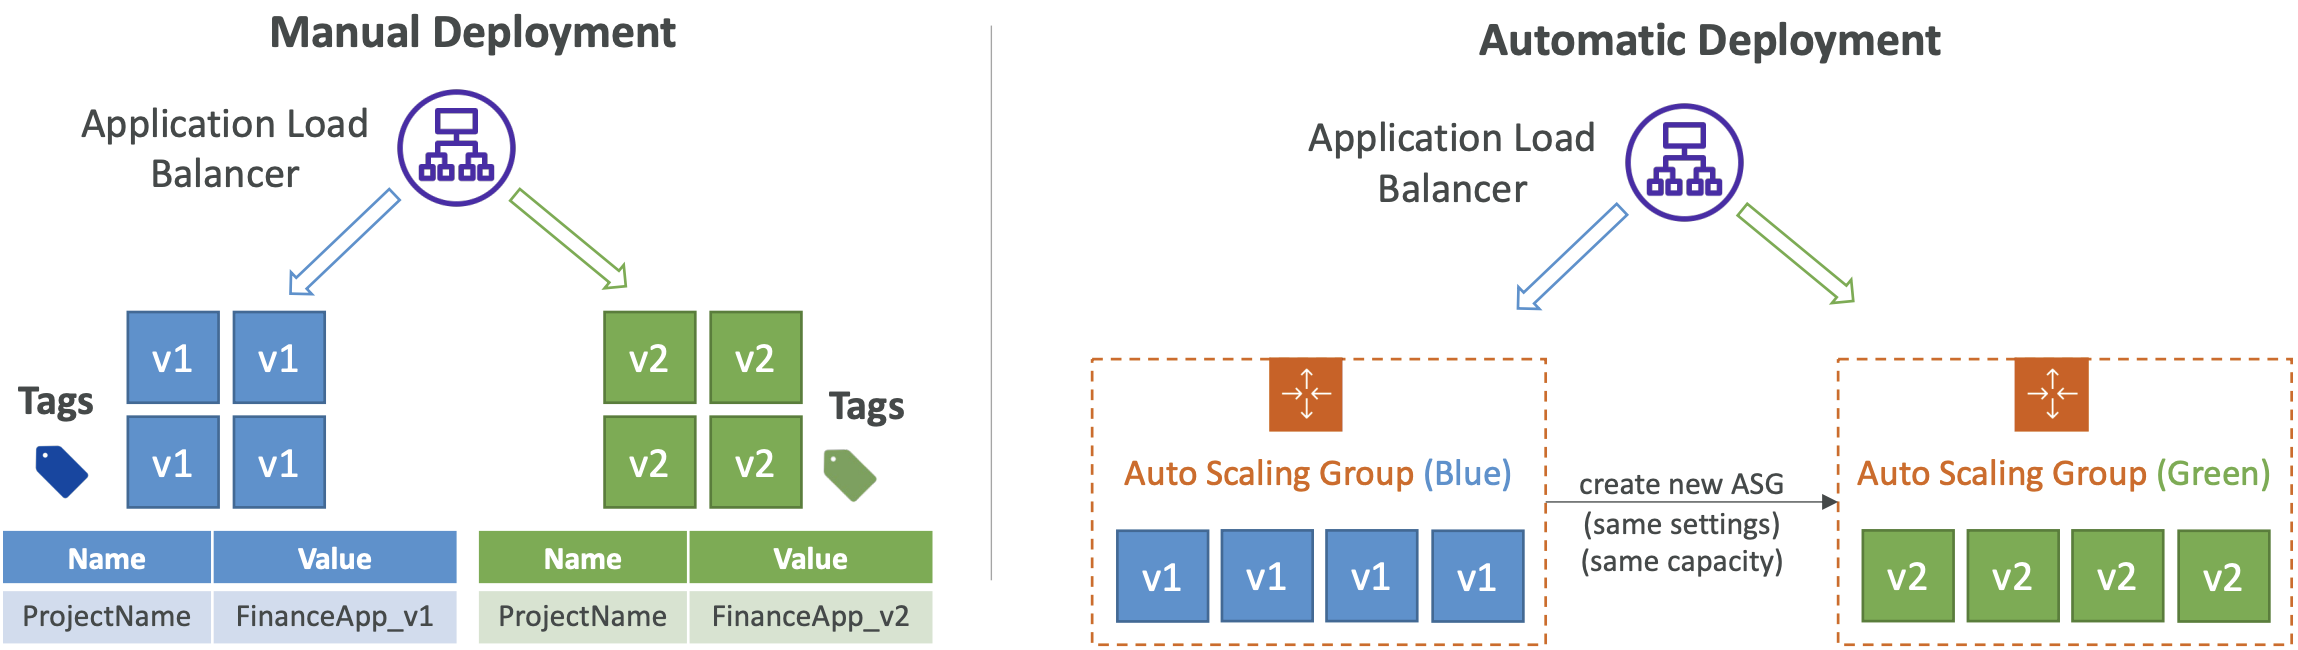 Manual Deployment
Application Load
Balancer
v1 v1
v2 v2
Tags
Tags
v1 v1
v2 v2
Name Value
ProjectName FinanceApp_v1
Name Value
ProjectName FinanceApp_v2
Automatic Deployment
Application Load
Balancer
Auto Scaling Group (Blue)
v1 v1 v1 v1
create new ASG
(same settings)
(same capacity)
Auto Scaling Group (Green)
v2 v2 v2 v2